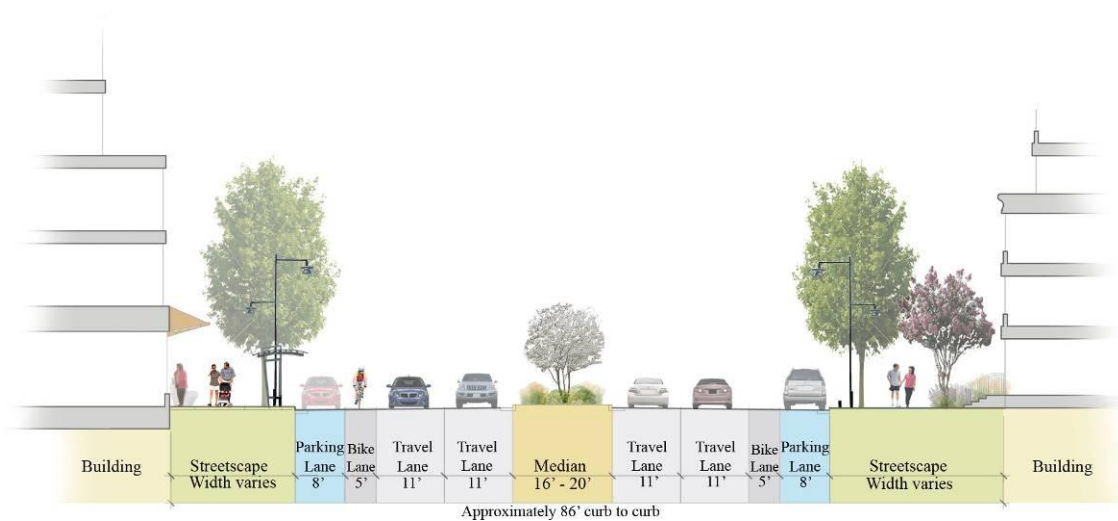 Building
Streetscape
Width varies
Parking
Lane
8'
Bike
Lane
5'
Travel
Lane
11'
Travel
Lane
11'
Median
16' - 20'
Travel
Lane
11'
Travel
Lane
11'
Bike
Lane
5'
Parking
Lane
8'
Streetscape
Width varies
Building
Approximately 86' curb to curb